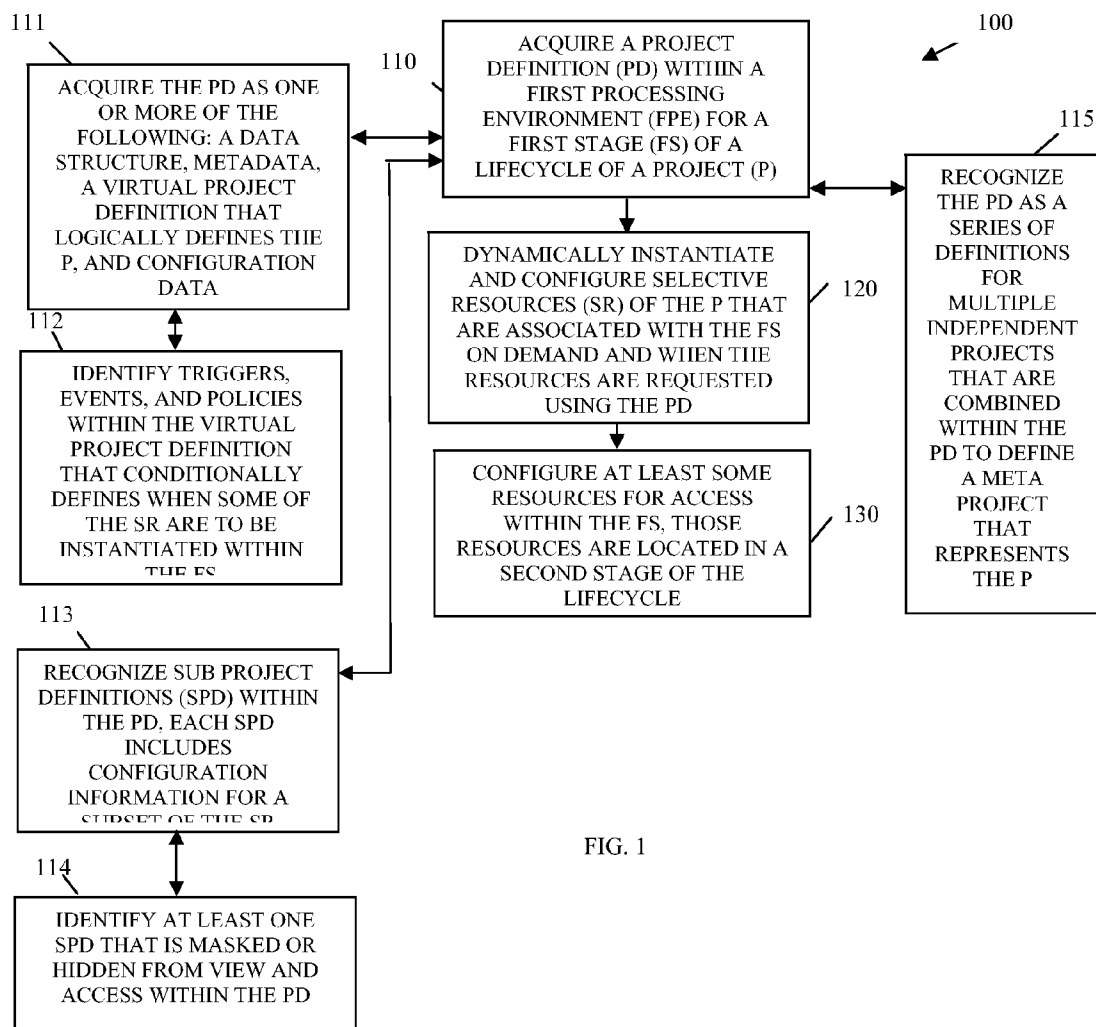 111
ACQUIRE THE PD AS ONE
OR MORE OF THE
FOLLOWING: A DATA
STRUCTURE, METADATA,
A VIRTUAL PROJECT
DEFINITION THAT
LOGICALLY DEFINES THE
P, AND CONFIGURATION
DATA
112
IDENTIFY TRIGGERS,
EVENTS, AND POLICIES
WITHIN THE VIRTUAL
PROJECT DEFINITION
THAT CONDITIONALLY
DEFINES WHEN SOME OF
THE SR ARE TO BE
INSTANTIATED WITHIN
THE FS
113
RECOGNIZE SUB PROJECT
DEFINITIONS (SPD) WITHIN
THE PD, EACH SPD
INCLUDES
CONFIGURATION
INFORMATION FOR A
SUBSET OF THE SR
114
IDENTIFY AT LEAST ONE
SPD THAT IS MASKED OR
HIDDEN FROM VIEW AND
ACCESS WITHIN THE PD
110
ACQUIRE A PROJECT
DEFINITION (PD) WITHIN A
FIRST PROCESSING
ENVIRONMENT (FPE) FOR A
FIRST STAGE (FS) OF A
LIFECYCLE OF A PROJECT (P)
DYNAMICALLY INSTANTIATE
AND CONFIGURE SELECTIVE
RESOURCES (SR) OF THE P THAT
ARE ASSOCIATED WITH THE FS
ON DEMAND AND WHEN THE
RESOURCES ARE REQUESTED
USING THE PD
120
CONFIGURE AT LEAST SOME
RESOURCES FOR ACCESS
WITHIN THE FS, THOSE
RESOURCES ARE LOCATED IN A
SECOND STAGE OF THE
LIFECYCLE
130
100
115
RECOGNIZE
THE PD AS A
SERIES OF
DEFINITIONS
FOR
MULTIPLE
INDEPENDENT
PROJECTS
THAT ARE
COMBINED
WITHIN THE
PD TO DEFINE
A META
PROJECT
THAT
REPRESENTS
THE P
FIG. 1